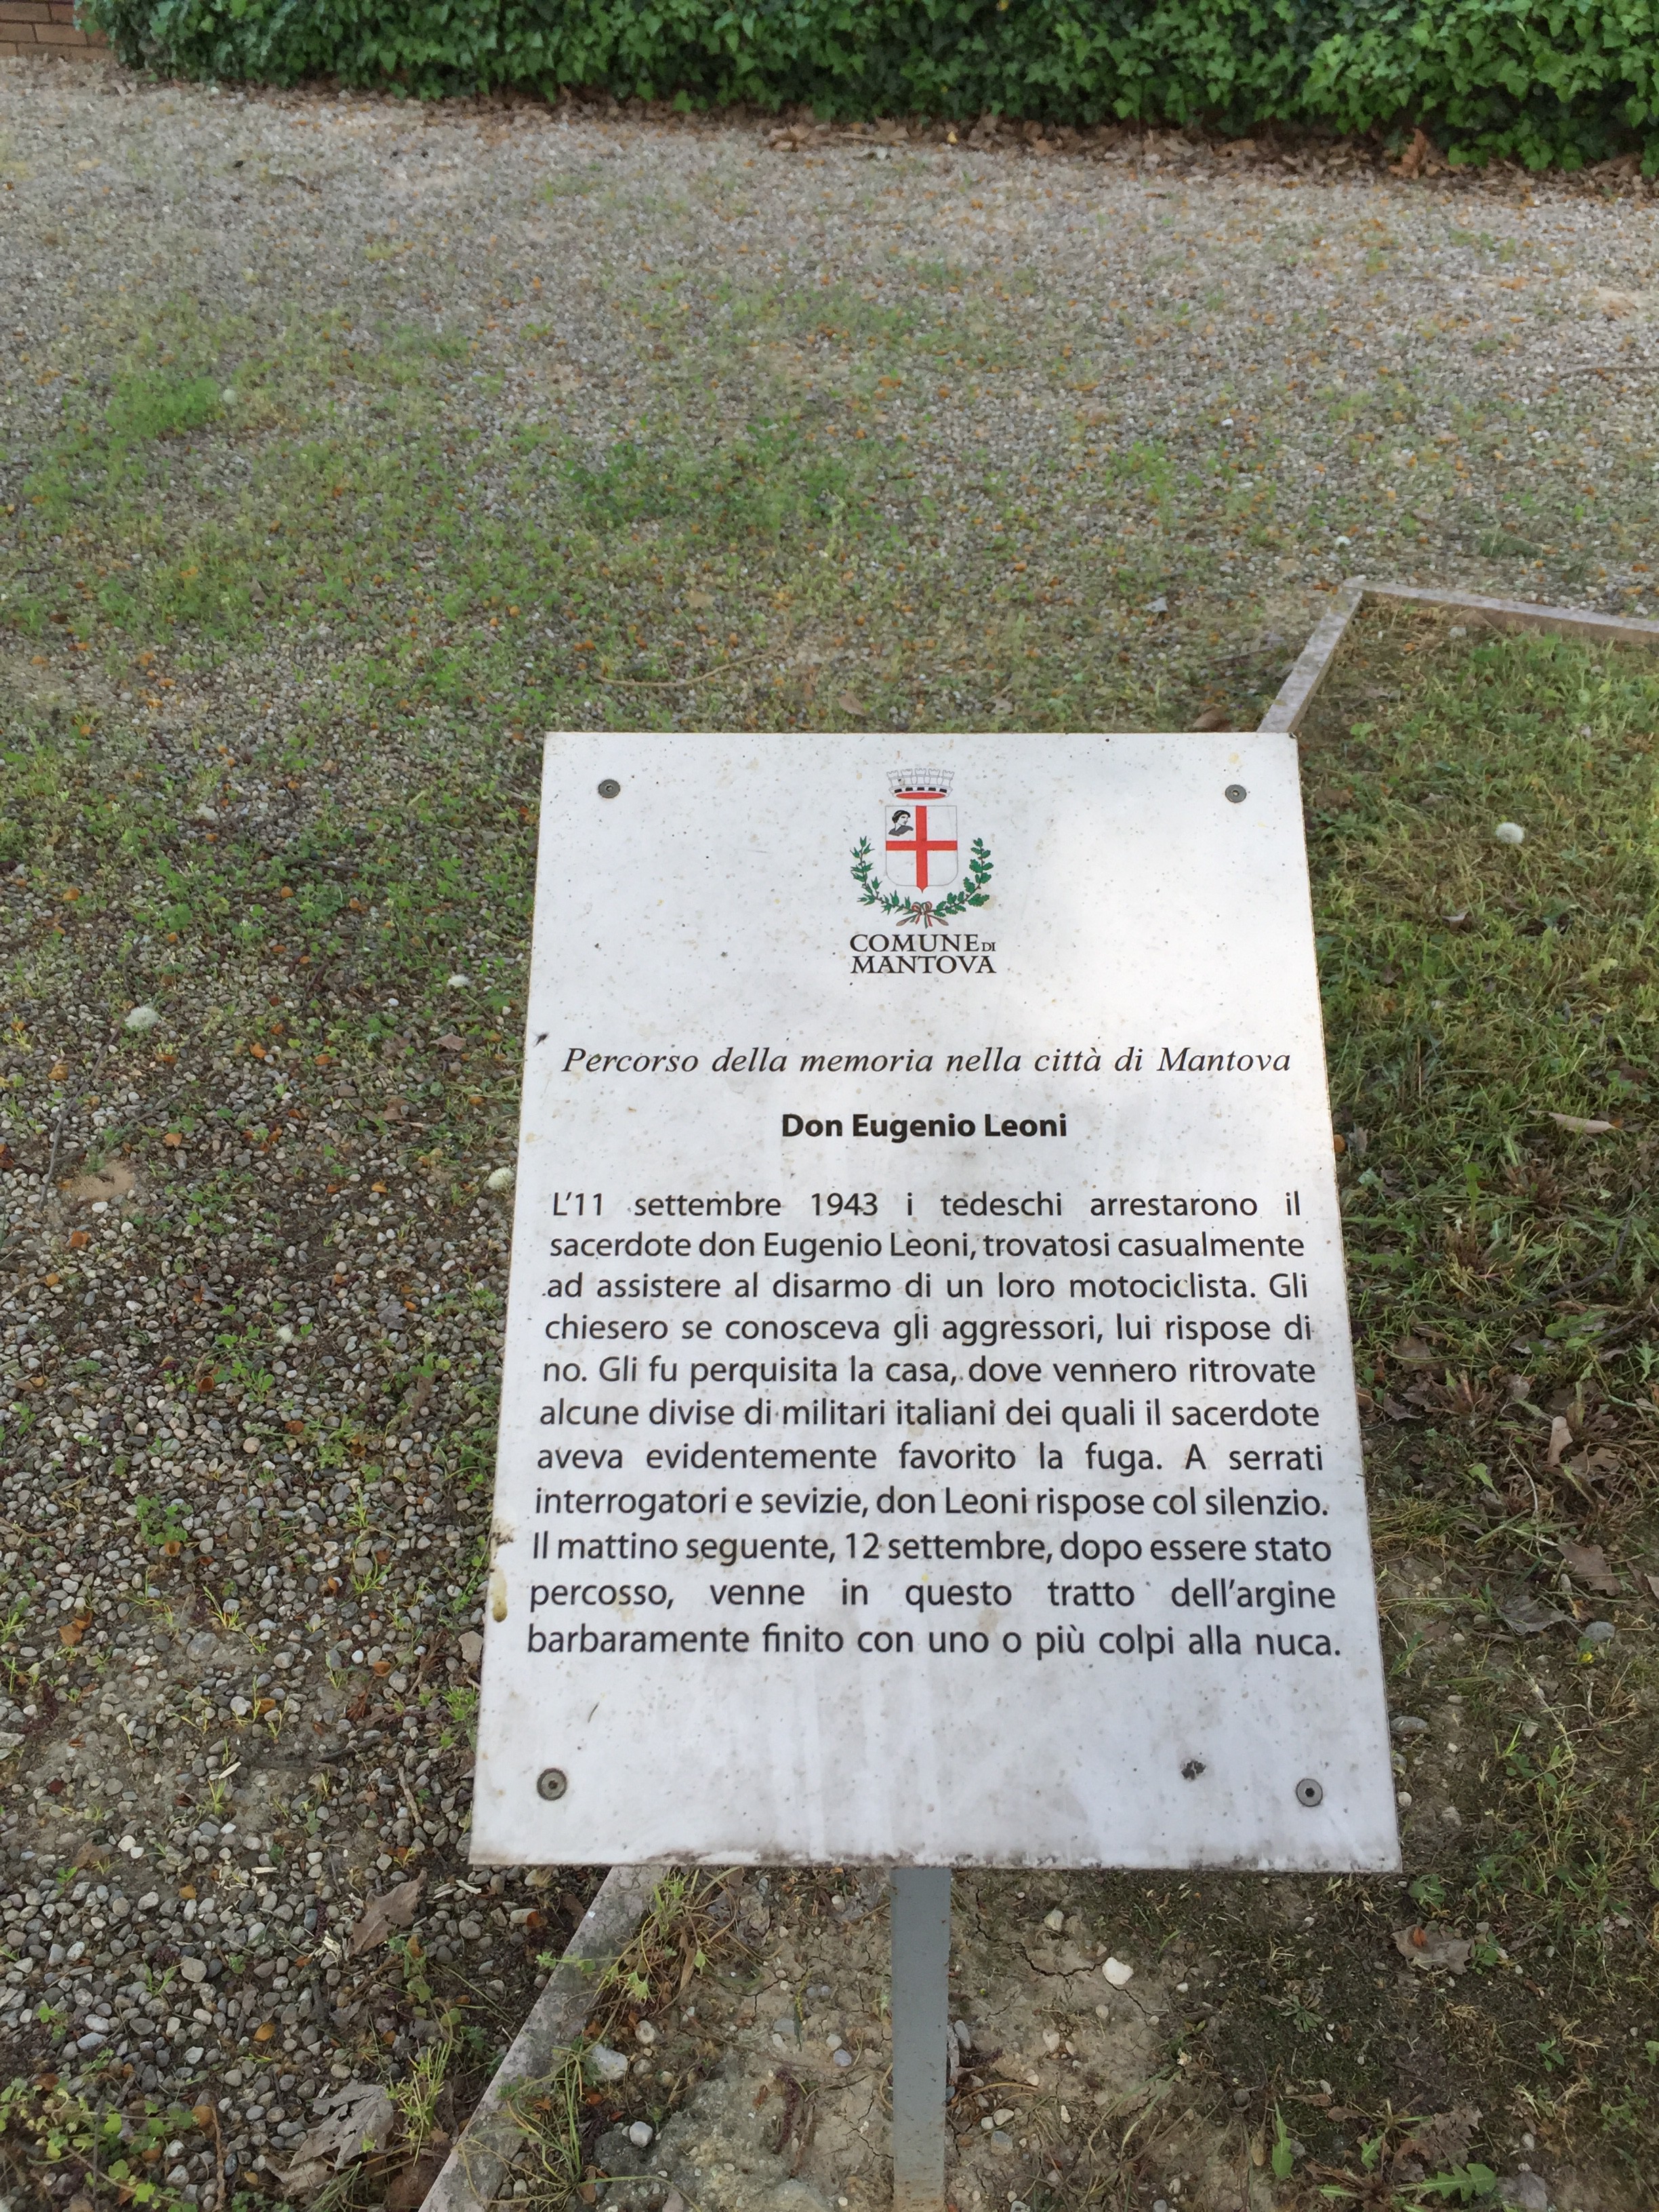 COMUNE DI
MANTOVA
Percorso della memoria nella città di Mantova
Don Eugenio Leoni
L'11 settembre 1943 i tedeschi arrestarono il
sacerdote don Eugenio Leoni, trovatosi casualmente
ad assistere al disarmo di un loro motociclista. Gli
chiesero se conosceva gli aggressori, lui rispose di
no. Gli fu perquisita la casa, dove vennero ritrovate
alcune divise di militari italiani dei quali il sacerdote
aveva evidentemente favorito la fuga. A serrati
interrogatori e sevizie, don Leoni rispose col silenzio.
Il mattino seguente, 12 settembre, dopo essere stato
percosso, venne in questo tratto dell'argine
barbaramente finito con uno o più colpi alla nuca.